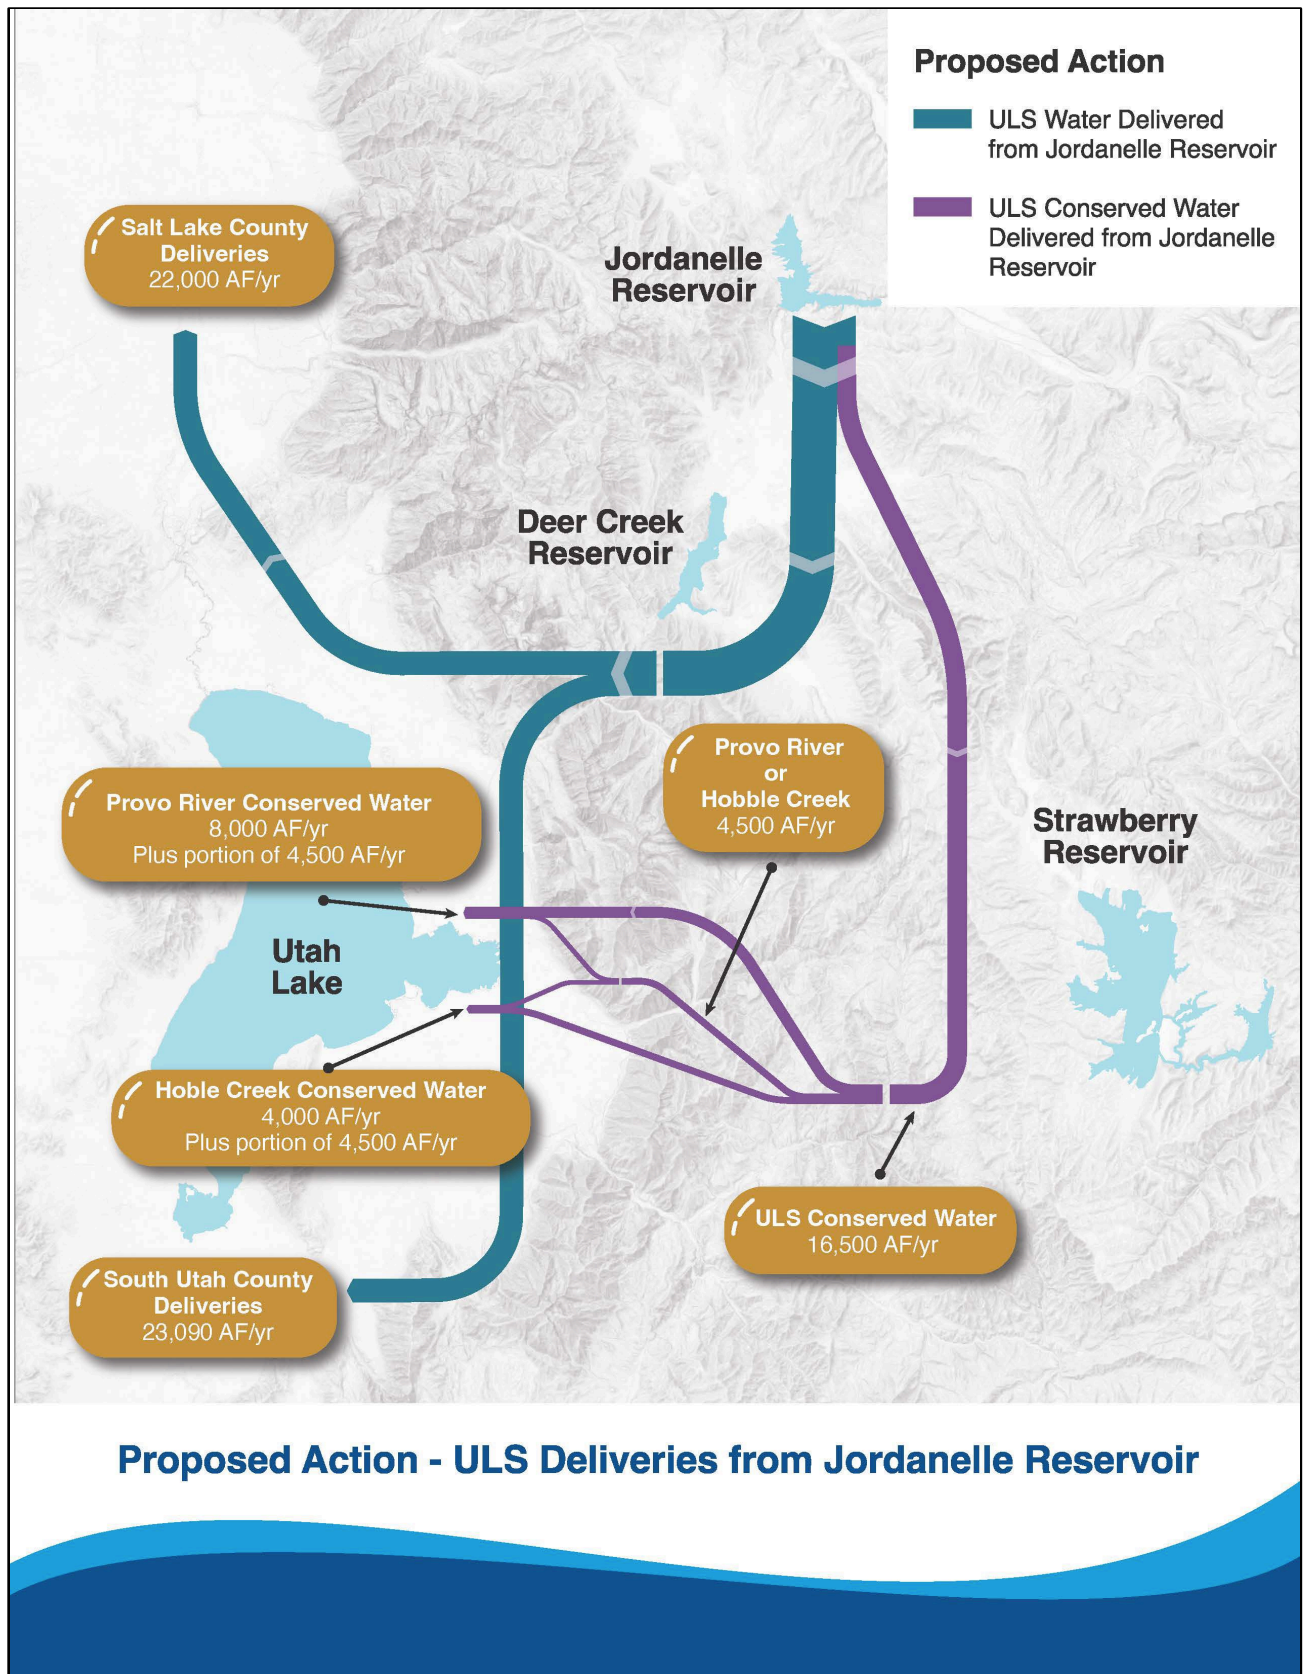 Proposed Action
ULS Water Delivered
from Jordanelle Reservoir
ULS Conserved Water
Delivered from Jordanelle
Reservoir
Salt Lake County
Deliveries
22,000 AF/yr
Jordanelle
Reservoir
Deer Creek
Reservoir
Provo River
or
Hobble Creek
4,500 AF/yr
Provo River Conserved Water
8,000 AF/yr
Plus portion of 4,500 AF/yr
Strawberry
Reservoir
Utah
Lake
Hoble Creek Conserved Water
4,000 AF/yr
Plus portion of 4,500 AF/yr
ULS Conserved Water
16,500 AF/yr
South Utah County
Deliveries
23,090 AF/yr
Proposed Action - ULS Deliveries from Jordanelle Reservoir